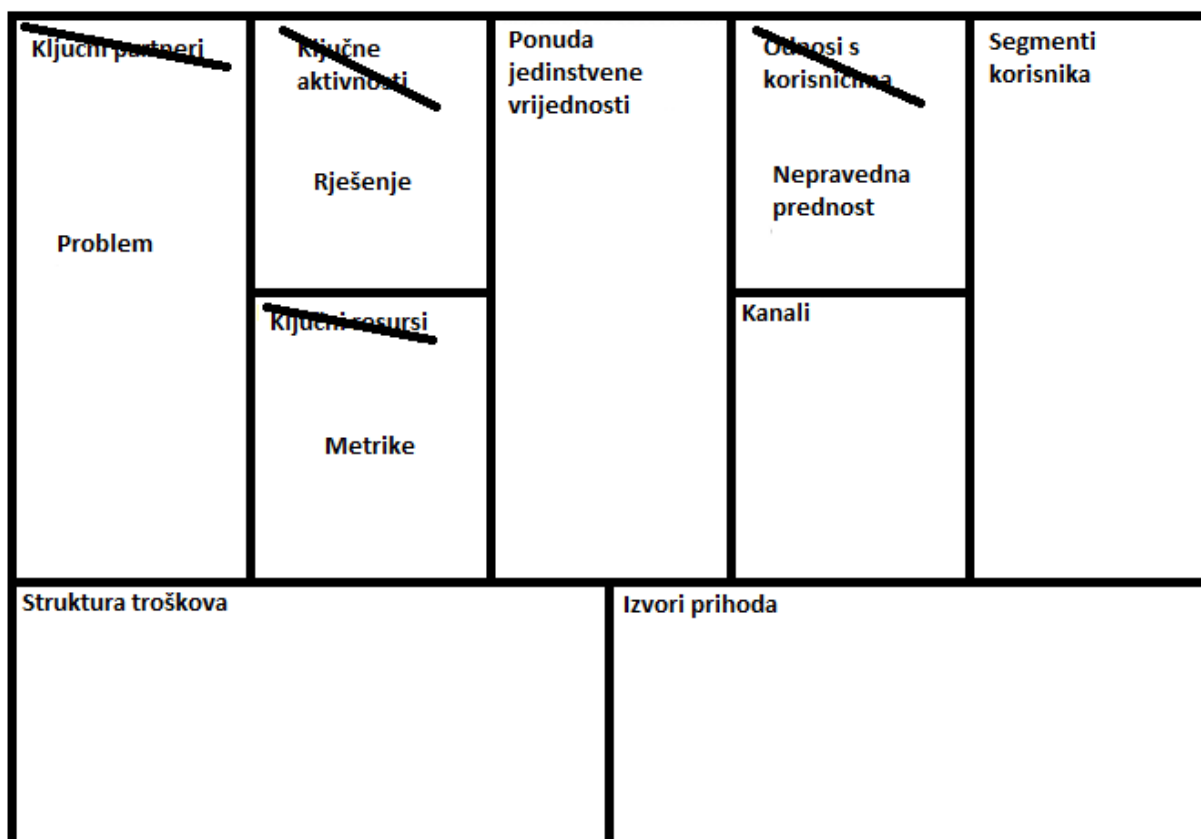 Ključni partneri
Problem
Ključne
aktivnosti
Rješenje
Ključni resursi
Metrike
Ponuda
jedinstvene
vrijednosti
Odnosi s
korisnicima
Nepravedna
prednost
Kanali
Segmenti
korisnika
Struktura troškova
Izvori prihoda